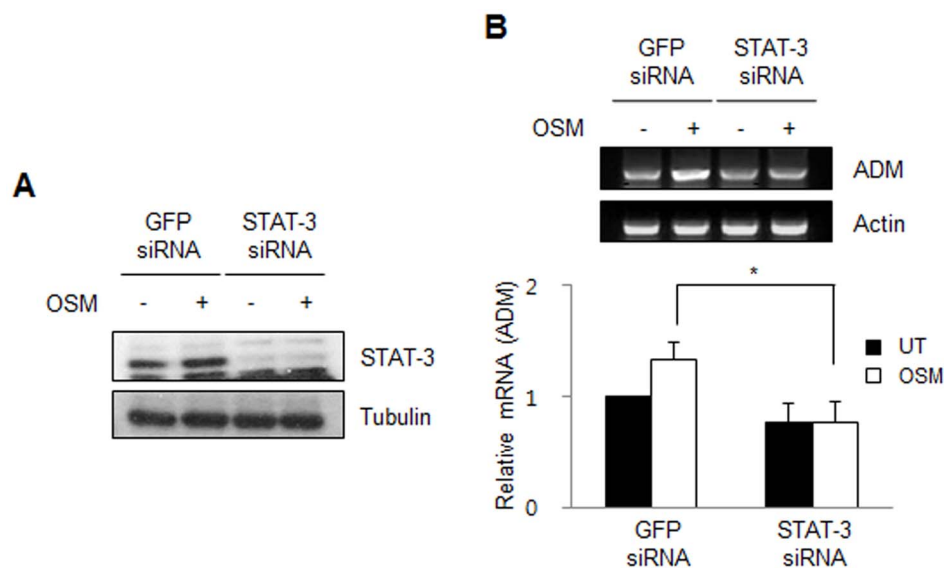 A
GFP
siRNA
STAT-3
siRNA
OSM - + - +
STAT-3
Tubulin
B
GFP
siRNA
STAT-3
siRNA
OSM - + - +
ADM
Actin
Relative mRNA (ADM)
2
1
0
*
UT
OSM
GFP
siRNA
STAT-3
siRNA